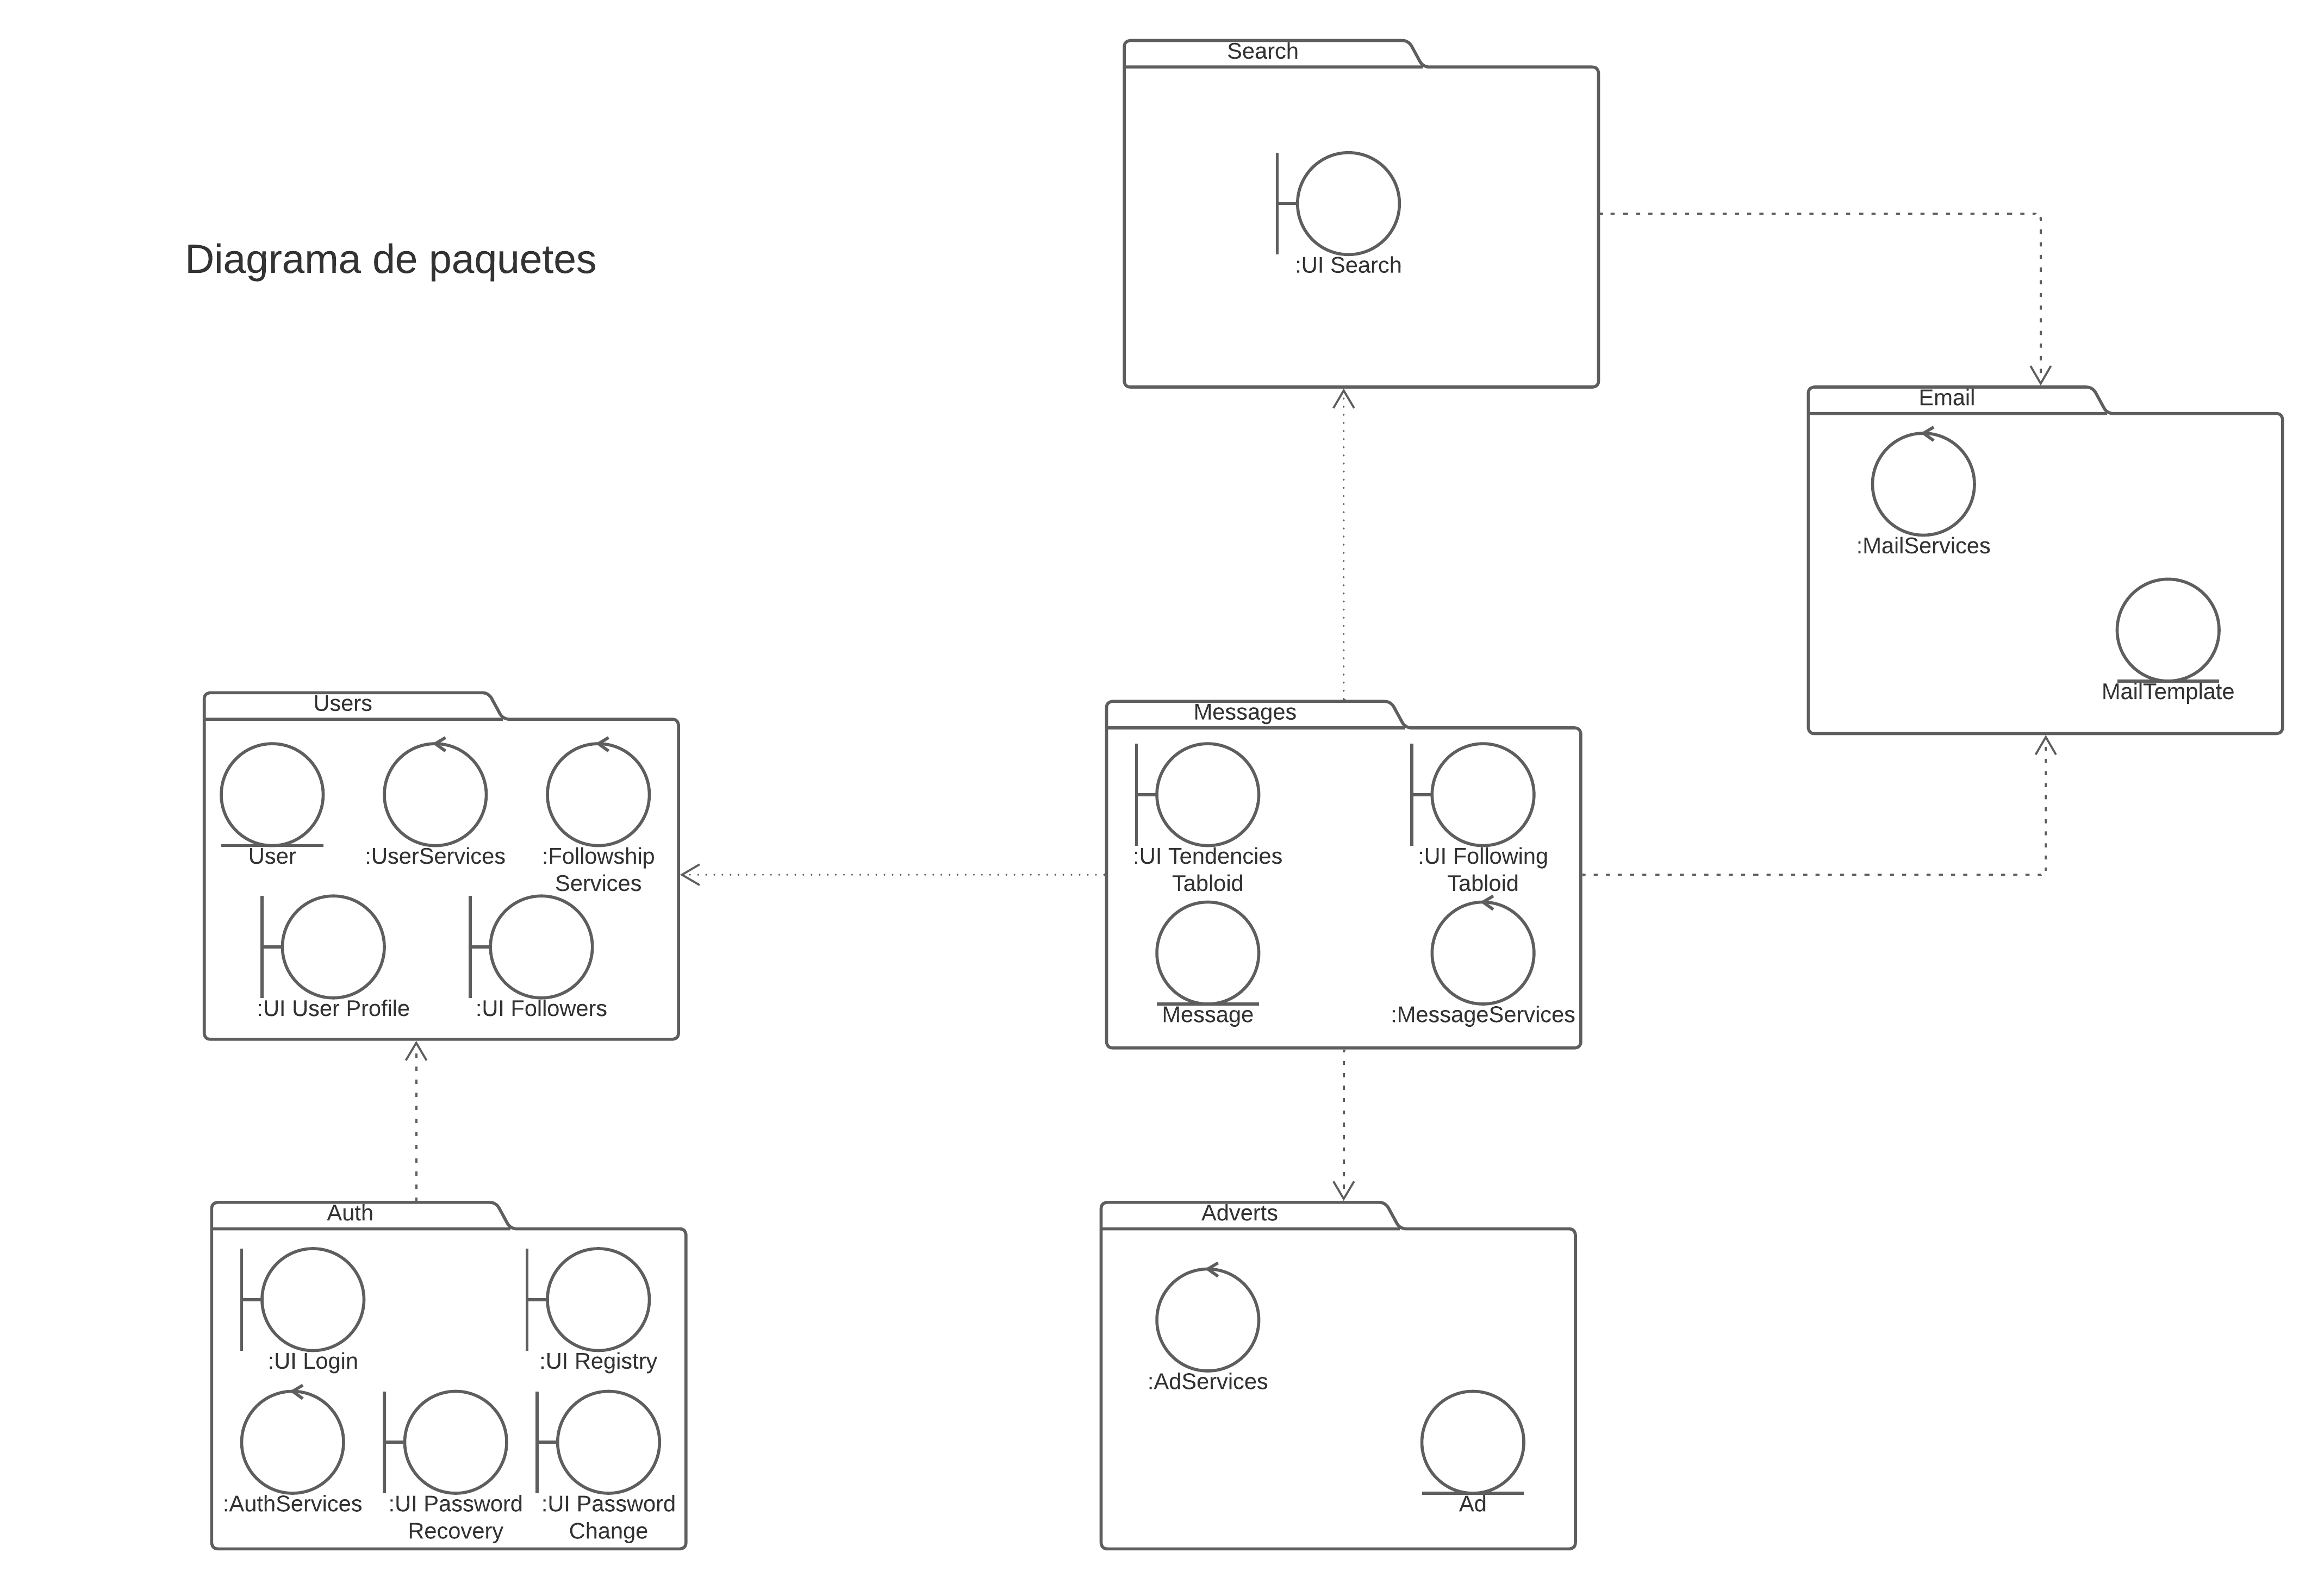 Search
:UI Search
Diagrama de paquetes
Email
:MailServices
MailTemplate
Users
User
:UserServices
:Followship
Services
:UI User Profile
:UI Followers
Messages
:UI Tendencies
Tabloid
:UI Following
Tabloid
Message
:MessageServices
Auth
:UI Login
:UI Registry
:AuthServices
:UI Password
Recovery
:UI Password
Change
Adverts
:AdServices
Ad